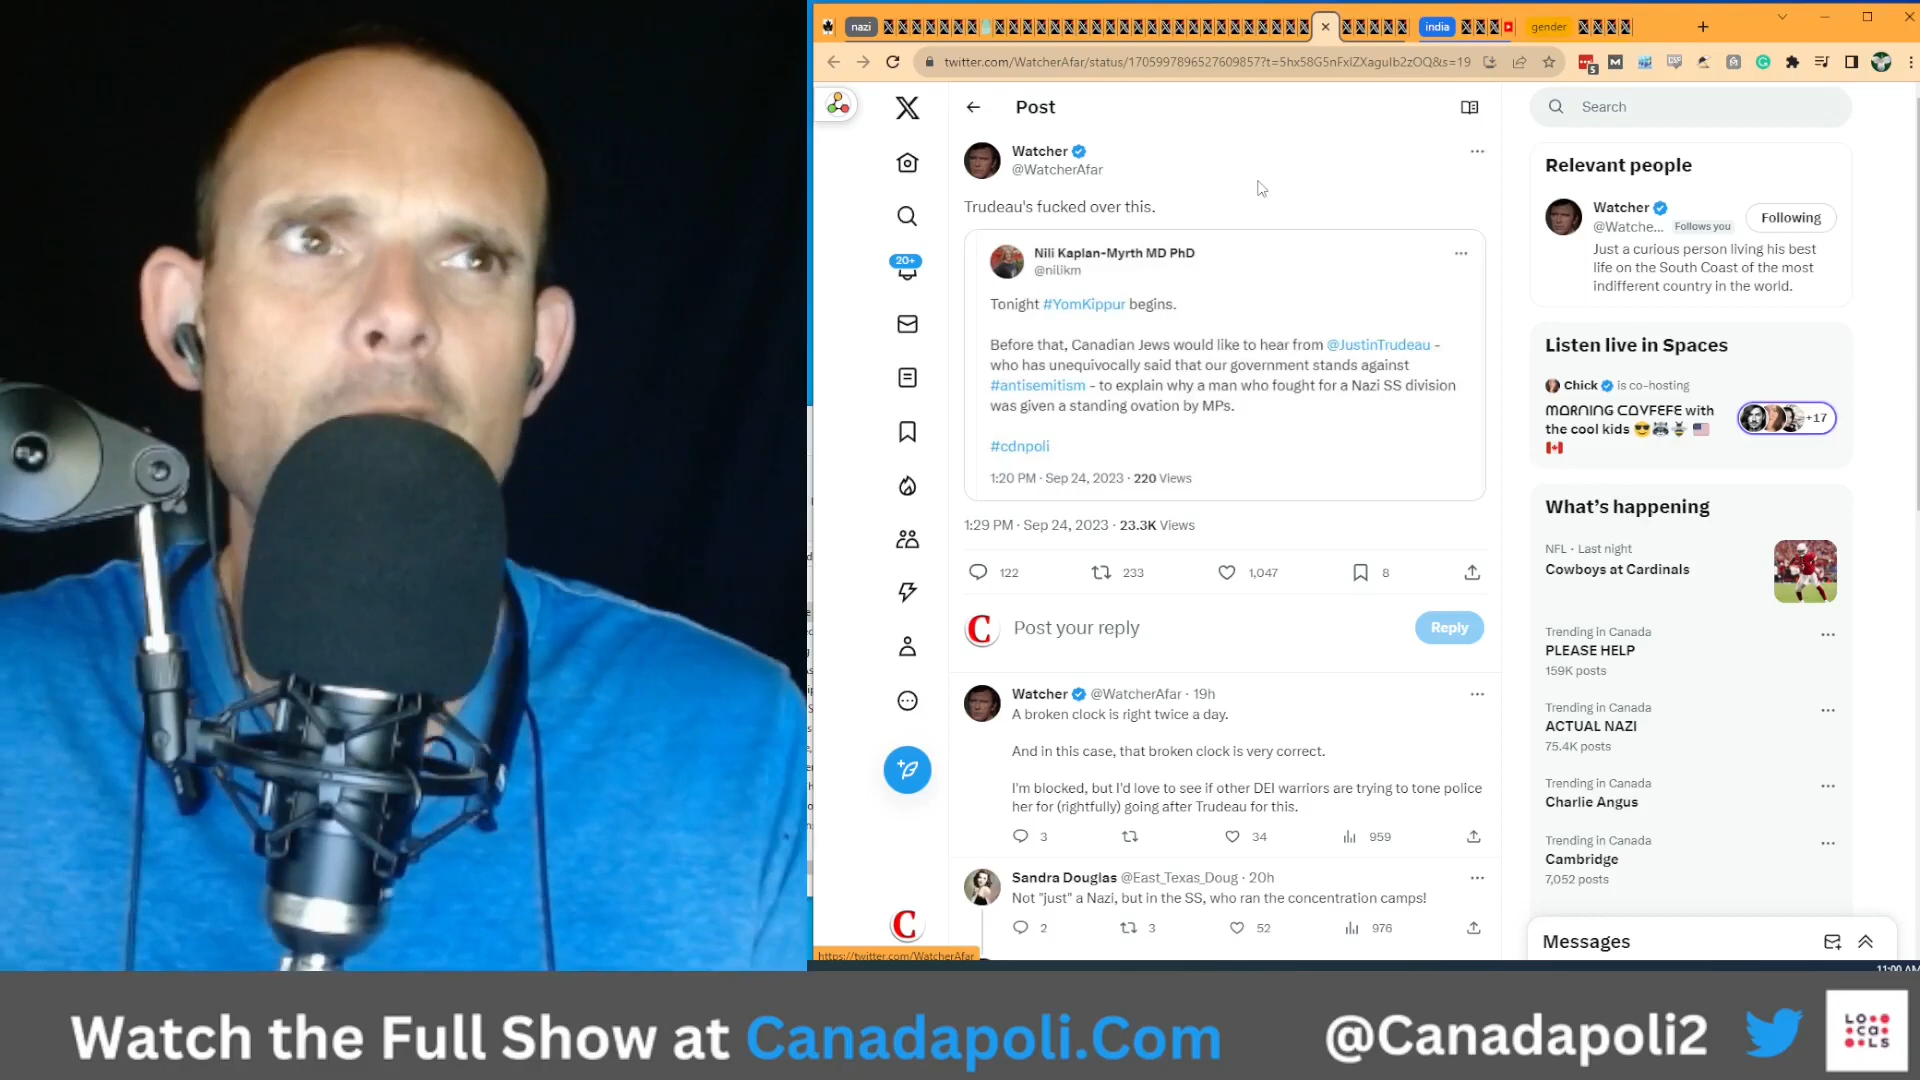 nazi
india
gender
twitter.com/WatcherAfar/status/1705997896527609857?t=5hx58G5nFxlZXaguIb2zOQ&s=19
Post
Watcher
@WatcherAfar
Trudeau's fucked over this.
Nili Kaplan-Myrth MD PhD
@nilikm
Tonight #YomKippur begins.
Before that, Canadian Jews would like to hear from @JustinTrudeau -
who has unequivocally said that our government stands against
#antisemitism - to explain why a man who fought for a Nazi SS division
was given a standing ovation by MPs.
#cdnpoli
1:20 PM · Sep 24, 2023 · 220 Views
1:29 PM · Sep 24, 2023 · 23.3K Views
122 233 1,047 8
Post your reply
Reply
Watcher @WatcherAfar · 19h
A broken clock is right twice a day.
And in this case, that broken clock is very correct.
I'm blocked, but I'd love to see if other DEI warriors are trying to tone police
her for (rightfully) going after Trudeau for this.
3 34 959
Sandra Douglas @East_Texas_Doug · 20h
Not "just" a Nazi, but in the SS, who ran the concentration camps!
2 3 52 976
20+
C
C
https://twitter.com/WatcherAfar
Search
Relevant people
Watcher
@Watche... Follows you
Following
Just a curious person living his best
life on the South Coast of the most
indifferent country in the world.
Listen live in Spaces
Chick is co-hosting
MORNING COVFEFE with
the cool kids
+17
What's happening
NFL · Last night
Cowboys at Cardinals
Trending in Canada
PLEASE HELP
159K posts
Trending in Canada
ACTUAL NAZI
75.4K posts
Trending in Canada
Charlie Angus
Trending in Canada
Cambridge
7,052 posts
Messages
11:00 AM
Watch the Full Show at Canadapoli.Com
@Canadapoli2
LO
ca
LS